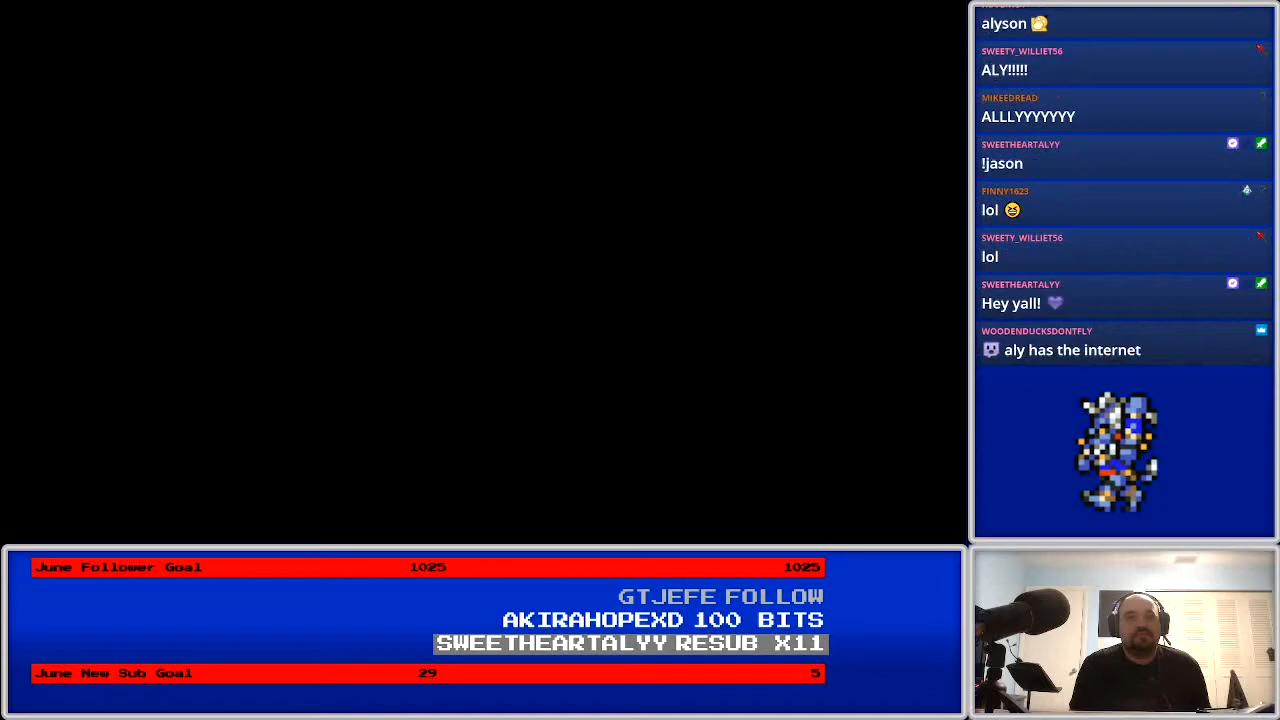 alyson
SWEETY_WILLIET56
ALY!!!!!
MIKEEDREAD
ALLLYYYYYYY
SWEETHEARTALYY
!jason
FINNY1623
lol
SWEETY_WILLIET56
lol
SWEETHEARTALYY
Hey yall!
WOODENDUCKSDONTFLY
aly has the internet
June Follower Goal 1025 1025
GTJEFE FOLLOW
AKIRAHOPEXD 100 BITS
SWEETHEARTALYY RESUB X11
June New Sub Goal 29 5